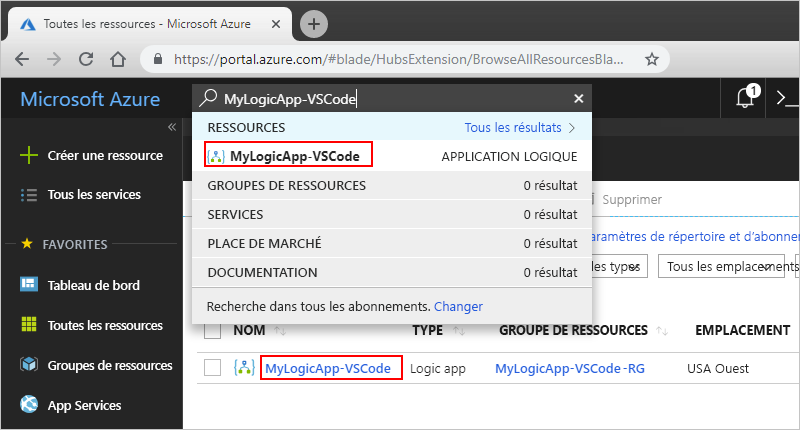 Toutes les ressources - Microsoft Azure
https://portal.azure.com/#blade/HubsExtension/BrowseAllResourcesBla...
Microsoft Azure
MyLogicApp-VSCode
1
RESSOURCES
Tous les résultats
MyLogicApp-VSCode
APPLICATION LOGIQUE
GROUPES DE RESSOURCES
0 résultat
SERVICES
0 résultat
PLACE DE MARCHÉ
0 résultat
DOCUMENTATION
0 résultat
Recherche dans tous les abonnements. Changer
Créer une ressource
Tous les services
FAVORITES
Tableau de bord
Toutes les ressources
Groupes de ressources
App Services
Supprimer
aramètres de répertoire et d'abonne
les types
Tous les emplacements
NOM
TYPE
GROUPE DE RESSOURCES
EMPLACEMENT
MyLogicApp-VSCode
Logic app
MyLogicApp-VSCode-RG
USA Ouest